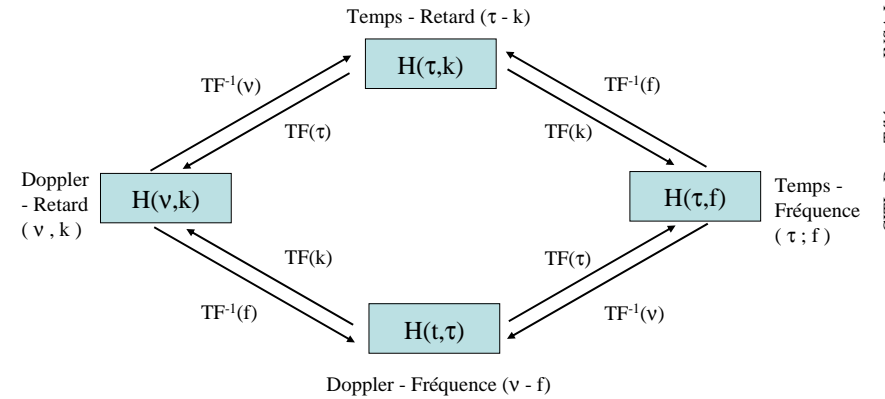 Temps - Retard (τ - k)
H(τ,k)
TF⁻¹(ν)
TF⁻¹(f)
TF(τ)
TF(k)
Doppler
- Retard
( ν , k )
H(ν,k)
H(τ,f)
Temps -
Fréquence
( τ ; f )
TF(k)
TF(τ)
TF⁻¹(f)
TF⁻¹(ν)
H(t,τ)
Doppler - Fréquence (ν - f)